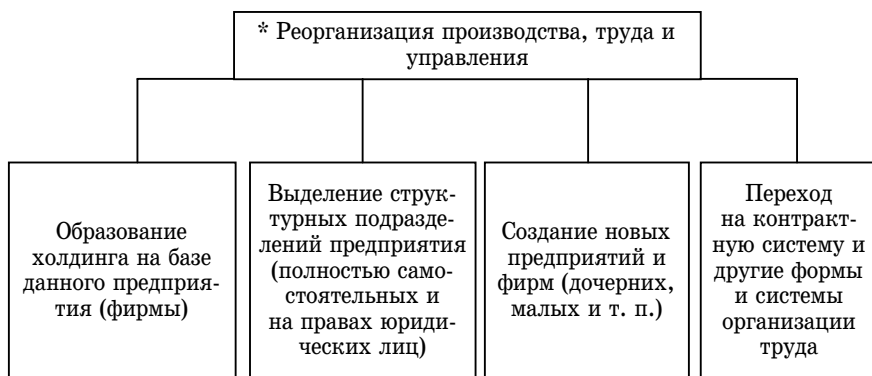 * Реорганизация производства, труда и
управления
Образование
холдинга на базе
данного предприя-
тия (фирмы)
Выделение струк-
турных подразде-
лений предприятия
(полностью само-
стоятельных и
на правах юриди-
ческих лиц)
Создание новых
предприятий и
фирм (дочерних,
малых и т. п.)
Переход
на контракт-
ную систему и
другие формы
и системы
организации
труда